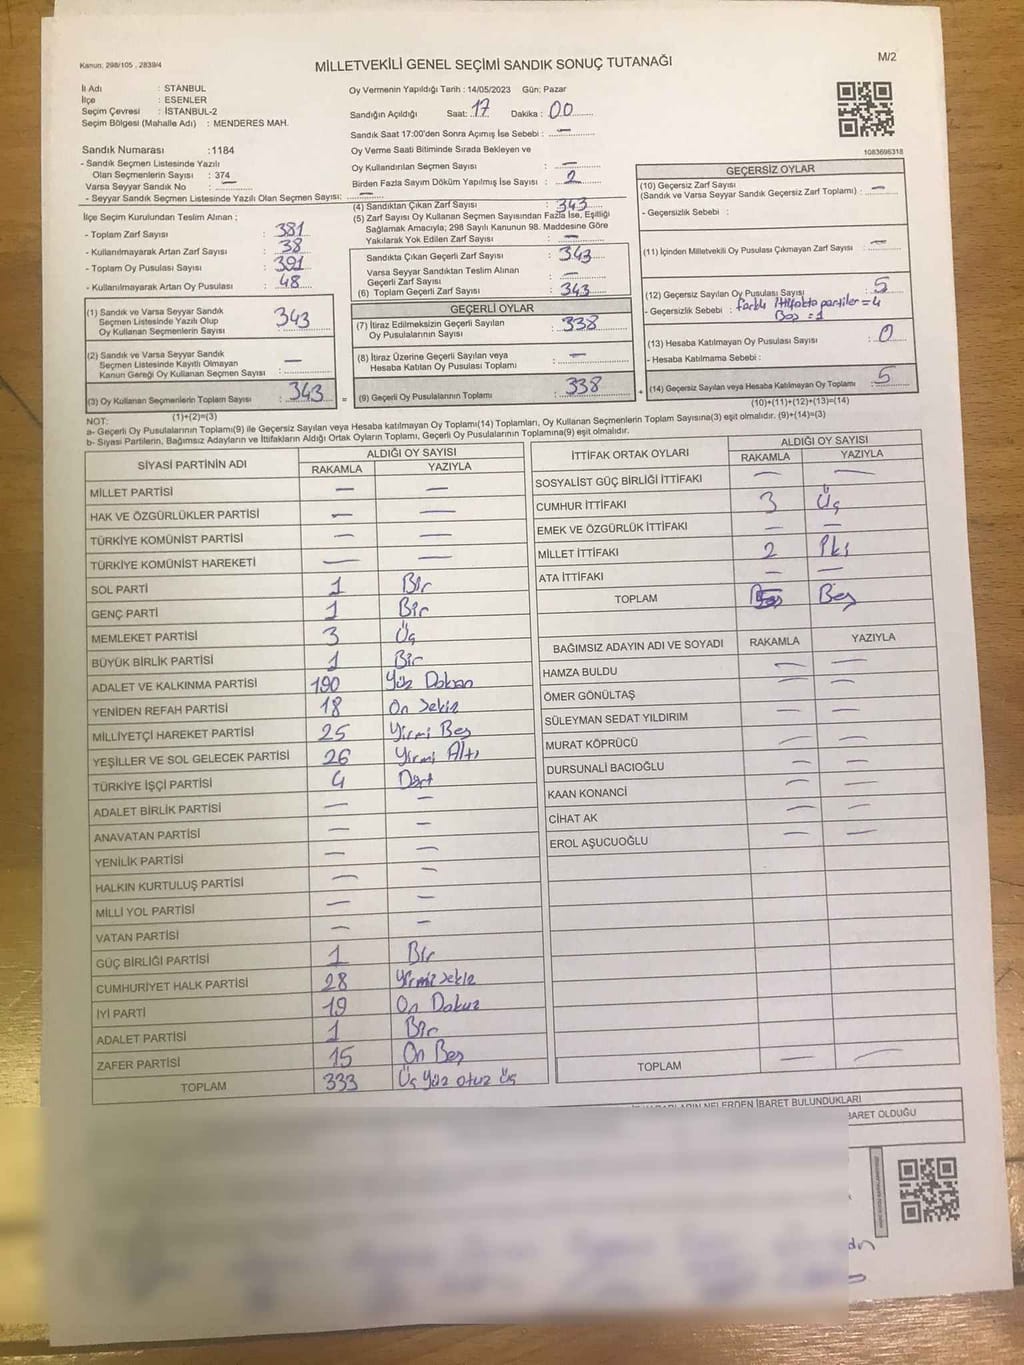 Kanun: 298/105 , 2839/4
MİLLETVEKİLİ GENEL SEÇİMİ SANDIK SONUÇ TUTANAĞI
M/2
İl Adı : STANBUL
İlçe : ESENLER
Seçim Çevresi : İSTANBUL-2
Seçim Bölgesi (Mahalle Adı) : MENDERES MAH.
Oy Vermenin Yapıldığı Tarih : 14/05/2023 Gün: Pazar
Sandığın Açıldığı Saat: 17 Dakika : 00
Sandık Saat 17:00'den Sonra Açımış İse Sebebi : —
Sandık Numarası :1184
- Sandık Seçmen Listesinde Yazılı
Olan Seçmenlerin Sayısı : 374
Varsa Seyyar Sandık No : —
- Seyyar Sandık Seçmen Listesinde Yazılı Olan Seçmen Sayısı: —
Oy Verme Saati Bitiminde Sırada Bekleyen ve
Oy Kullandırılan Seçmen Sayısı : —
Birden Fazla Sayım Döküm Yapılmış İse Sayısı : 2
1083696318
İlçe Seçim Kurulundan Teslim Alınan ;
- Toplam Zarf Sayısı : 381
- Kullanılmayarak Artan Zarf Sayısı : 38
- Toplam Oy Pusulası Sayısı : 391
- Kullanılmayarak Artan Oy Pusulası : 48
(1) Sandık ve Varsa Seyyar Sandık
Seçmen Listesinde Yazılı Olup
Oy Kullanan Seçmenlerin Sayısı : 343
(2) Sandık ve Varsa Seyyar Sandık
Seçmen Listesinde Kayıtlı Olmayan
Kanun Gereği Oy Kullanan Seçmen Sayısı : —
(3) Oy Kullanan Seçmenlerin Toplam Sayısı : 343
(1)+(2)=(3)
(4) Sandıktan Çıkan Zarf Sayısı : 343
(5) Zarf Sayısı Oy Kullanan Seçmen Sayısından Fazla İse, Eşitliği
Sağlamak Amacıyla; 298 Sayılı Kanunun 98. Maddesine Göre
Yakılarak Yok Edilen Zarf Sayısı : —
Sandıkta Çıkan Geçerli Zarf Sayısı : 343
Varsa Seyyar Sandıktan Teslim Alınan
Geçerli Zarf Sayısı : —
(6) Toplam Geçerli Zarf Sayısı : 343
GEÇERLİ OYLAR
(7) İtiraz Edilmeksizin Geçerli Sayılan
Oy Pusulalarının Sayısı : 338
(8) İtiraz Üzerine Geçerli Sayılan veya
Hesaba Katılan Oy Pusulası Toplamı : —
= (9) Geçerli Oy Pusulalarının Toplamı : 338
GEÇERSİZ OYLAR
(10) Geçersiz Zarf Sayısı
(Sandık ve Varsa Seyyar Sandık Geçersiz Zarf Toplamı) : —
- Geçersizlik Sebebi :
(11) İçinden Milletvekili Oy Pusulası Çıkmayan Zarf Sayısı : —
(12) Geçersiz Sayılan Oy Pusulası Sayısı : 5
- Geçersizlik Sebebi : farklı ittifakta partiler = 4
Boş = 1
(13) Hesaba Katılmayan Oy Pusulası Sayısı : 0
- Hesaba Katılmama Sebebi :
+ (14) Geçersiz Sayılan veya Hesaba Katılmayan Oy Toplamı : 5
(10)+(11)+(12)+(13)=(14)
NOT:
a- Geçerli Oy Pusulalarının Toplamı(9) ile Geçersiz Sayılan veya Hesaba Katılmayan Oy Toplamı(14) Toplamları, Oy Kullanan Seçmenlerin Toplam Sayısına(3) eşit olmalıdır. (9)+(14)=(3)
b- Siyasi Partilerin, Bağımsız Adayların ve İttifakların Aldığı Ortak Oyların Toplamı, Geçerli Oy Pusulalarının Toplamına(9) eşit olmalıdır.
SİYASİ PARTİNİN ADI ALDIĞI OY SAYISI
RAKAMLA YAZIYLA
MİLLET PARTİSİ — —
HAK VE ÖZGÜRLÜKLER PARTİSİ — —
TÜRKİYE KOMÜNİST PARTİSİ — —
TÜRKİYE KOMÜNİST HAREKETİ — —
SOL PARTİ 1 Bir
GENÇ PARTİ 1 Bir
MEMLEKET PARTİSİ 3 Üç
BÜYÜK BİRLİK PARTİSİ 1 Bir
ADALET VE KALKINMA PARTİSİ 190 Yüz Doksan
YENİDEN REFAH PARTİSİ 18 On sekiz
MİLLİYETÇİ HAREKET PARTİSİ 25 Yirmi Beş
YEŞİLLER VE SOL GELECEK PARTİSİ 26 Yirmi Altı
TÜRKİYE İŞÇİ PARTİSİ 4 Dört
ADALET BİRLİK PARTİSİ — —
ANAVATAN PARTİSİ — —
YENİLİK PARTİSİ — —
HALKIN KURTULUŞ PARTİSİ — —
MİLLİ YOL PARTİSİ — —
VATAN PARTİSİ — —
GÜÇ BİRLİĞİ PARTİSİ 1 Bir
CUMHURİYET HALK PARTİSİ 28 Yirmi sekiz
İYİ PARTİ 19 On Dokuz
ADALET PARTİSİ 1 Bir
ZAFER PARTİSİ 15 On Beş
TOPLAM 333 Üç Yüz otuz üç
İTTİFAK ORTAK OYLARI ALDIĞI OY SAYISI
RAKAMLA YAZIYLA
SOSYALİST GÜÇ BİRLİĞİ İTTİFAKI — —
CUMHUR İTTİFAKI 3 Üç
EMEK VE ÖZGÜRLÜK İTTİFAKI — —
MİLLET İTTİFAKI 2 İki
ATA İTTİFAKI — —
TOPLAM 5 Beş
BAĞIMSIZ ADAYIN ADI VE SOYADI RAKAMLA YAZIYLA
HAMZA BULDU — —
ÖMER GÖNÜLTAŞ — —
SÜLEYMAN SEDAT YILDIRIM — —
MURAT KÖPRÜCÜ — —
DURSUNALİ BACIOĞLU — —
KAAN KONANCİ — —
CİHAT AK — —
EROL AŞUCUOĞLU — —
TOPLAM — —
NELERDEN İBARET BULUNDUKLARI
BARET OLDUĞU